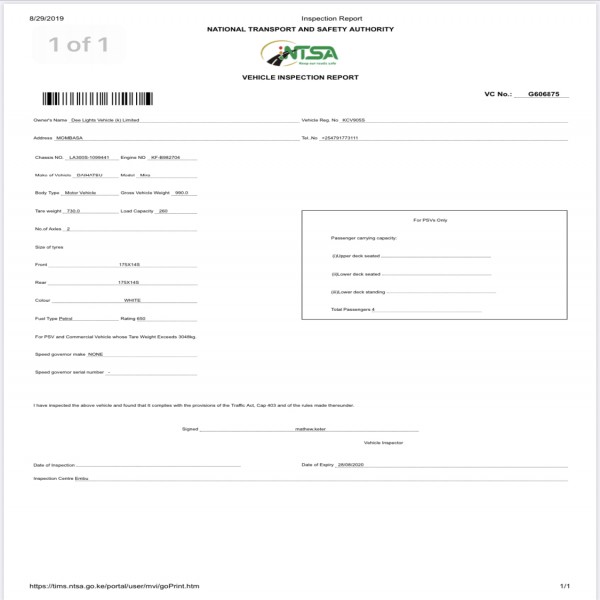 8/29/2019 Inspection Report
NATIONAL TRANSPORT AND SAFETY AUTHORITY
1 of 1
NTSA
Keep our roads safe
VEHICLE INSPECTION REPORT
VC No.: G606875
Owner's Name Dee Lights Vehicle (k) Limited Vehicle Reg. No KCV905S
Address MOMBASA Tel. No +254701773111
Chassis NO. LA300S-1098441 Engine NO KF-B982704
Make of Vehicle DAIHATSU Model Mira
Body Type Motor Vehicle Gross Vehicle Weight 990.0
Tare weight 730.0 Load Capacity 260
No.of Axles 2
Size of tyres
Front 175X14S
Rear 175X14S
Colour WHITE
Fuel Type Petrol Rating 650
For PSV and Commercial Vehicle whose Tare Weight Exceeds 3048kg.
Speed governor make NONE
Speed governor serial number -
For PSVs Only
Passenger carrying capacity:
(i)Upper deck seated
(ii)Lower deck seated
(iii)Lower deck standing
Total Passengers 4
I have inspected the above vehicle and found that it complies with the provisions of the Traffic Act, Cap 403 and of the rules made thereunder.
Signed mathew.keter
Vehicle Inspector
Date of Inspection Date of Expiry 28/08/2020
Inspection Centre Embu
https://tims.ntsa.go.ke/portal/user/mvi/goPrint.htm 1/1